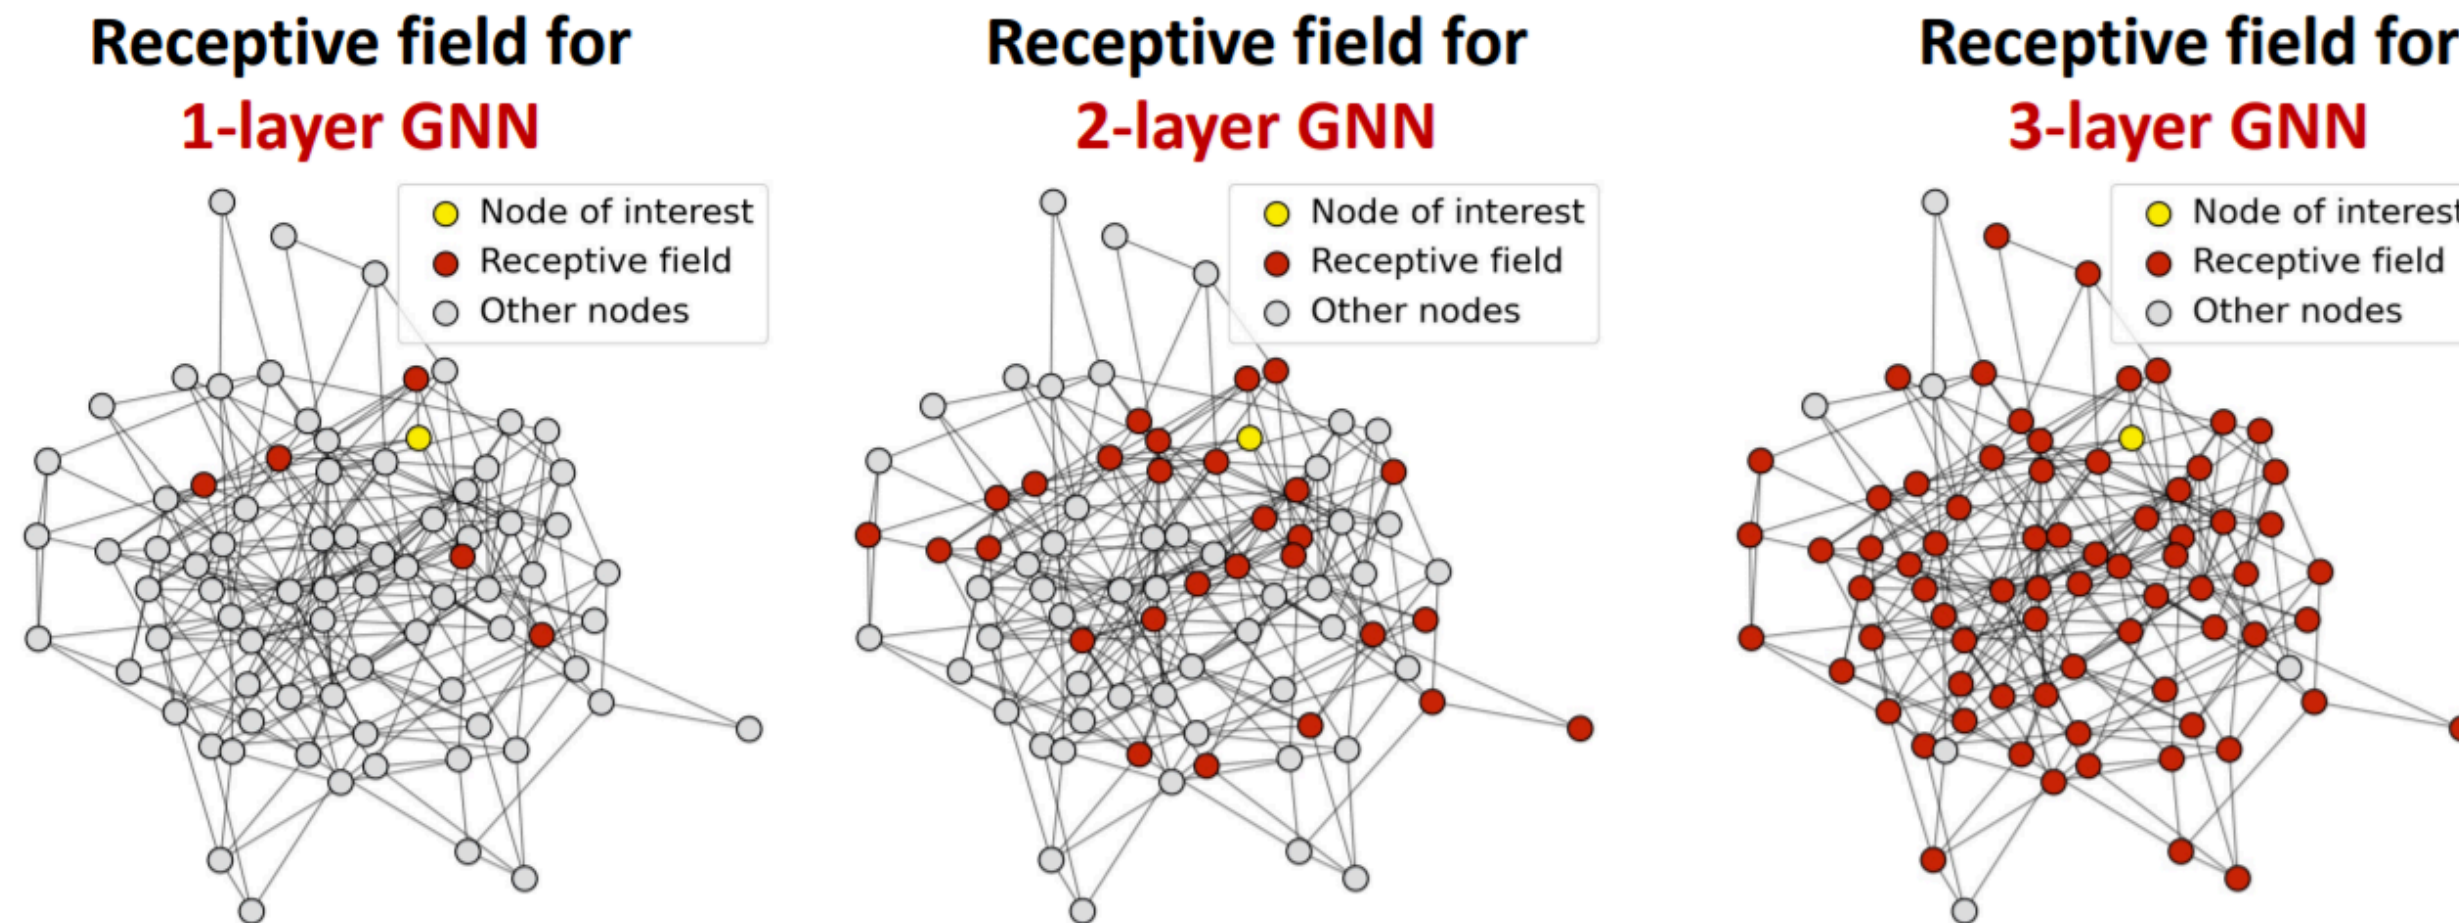 Receptive field for
1-layer GNN
Node of interest
Receptive field
Other nodes
Receptive field for
2-layer GNN
Node of interest
Receptive field
Other nodes
Receptive field for
3-layer GNN
Node of interest
Receptive field
Other nodes